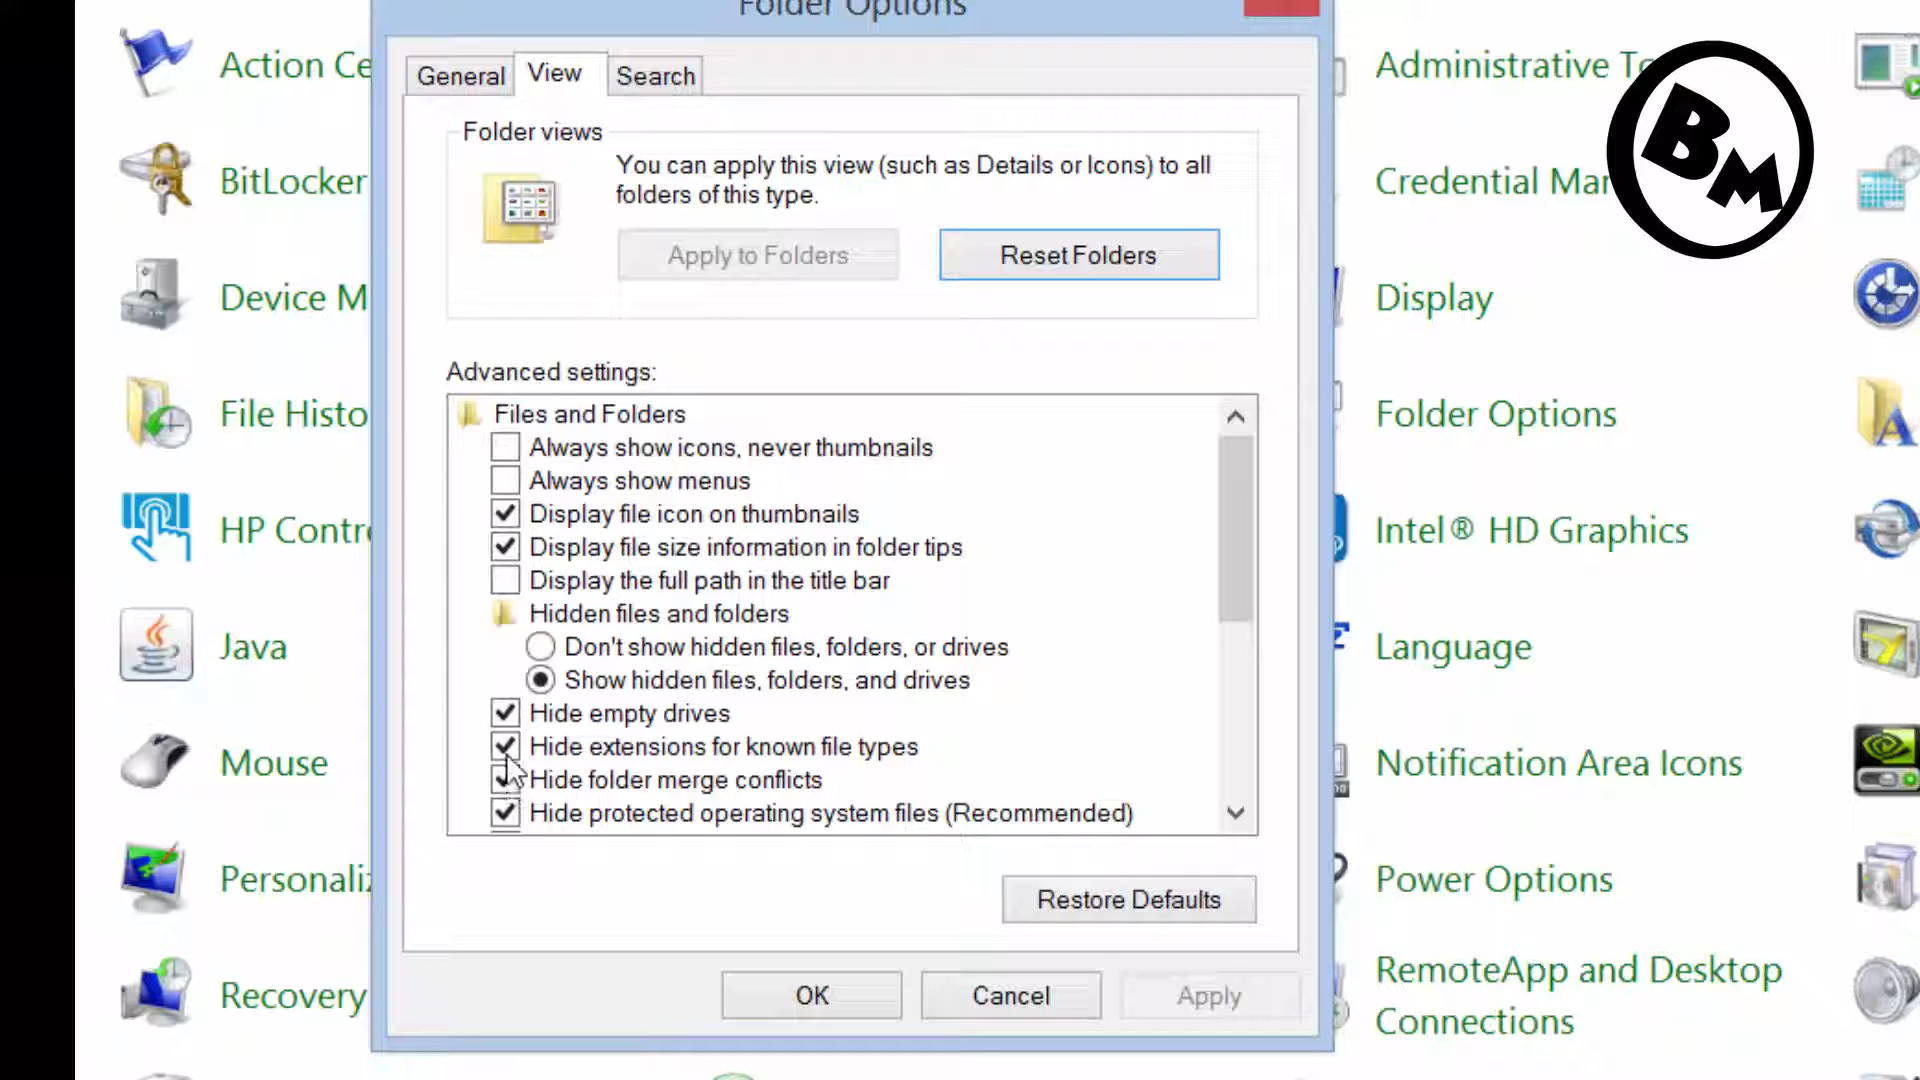 Folder Options
Action Ce
Administrative To
BM
General
View
Search
Folder views
You can apply this view (such as Details or Icons) to all
folders of this type.
Apply to Folders
Reset Folders
BitLocker
Credential Man
Device M
Display
Advanced settings:
Files and Folders
Always show icons, never thumbnails
Always show menus
Display file icon on thumbnails
Display file size information in folder tips
Display the full path in the title bar
Hidden files and folders
Don't show hidden files, folders, or drives
Show hidden files, folders, and drives
Hide empty drives
Hide extensions for known file types
Hide folder merge conflicts
Hide protected operating system files (Recommended)
Restore Defaults
OK
Cancel
Apply
File Histo
Folder Options
HP Contr
Intel® HD Graphics
Java
Language
Mouse
Notification Area Icons
Personaliz
Power Options
Recovery
RemoteApp and Desktop
Connections